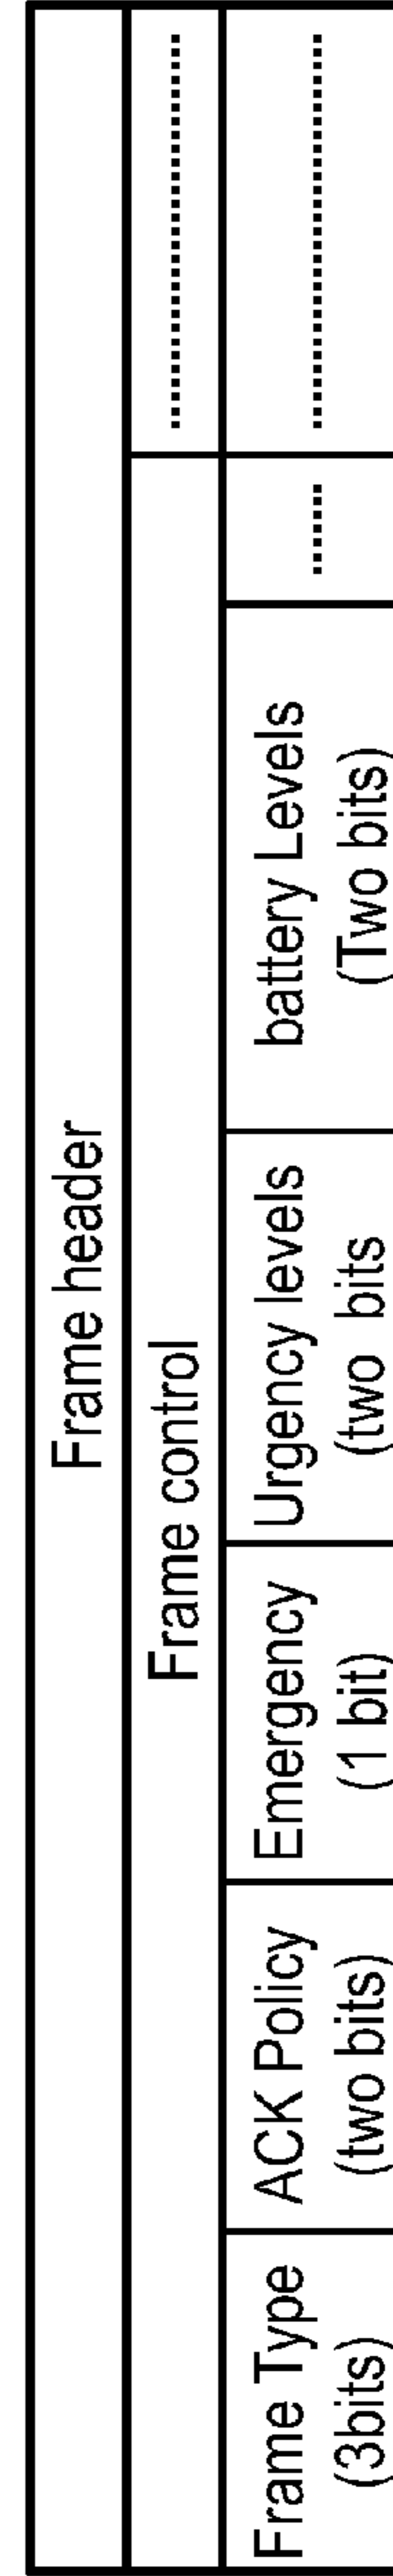 Frame header
Frame control
..............................
Frame Type
(3bits)
ACK Policy
(two bits)
Emergency
(1 bit)
Urgency levels
(two bits
battery Levels
(Two bits)
.......
..............................